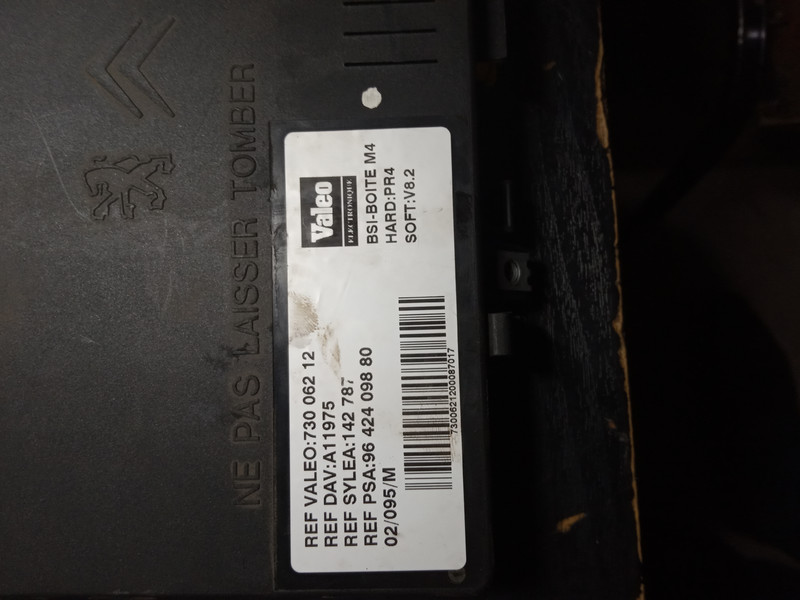 NE PAS LAISSER TOMBER
Valeo
ELECTRONIQUE
BSI-BOITE M4
HARD:PR4
SOFT:V8.2
REF VALEO:730 062 12
REF DAV:A11975
REF SYLEA:142 787
REF PSA:96 424 098 80
02/095/M
7300621200087017